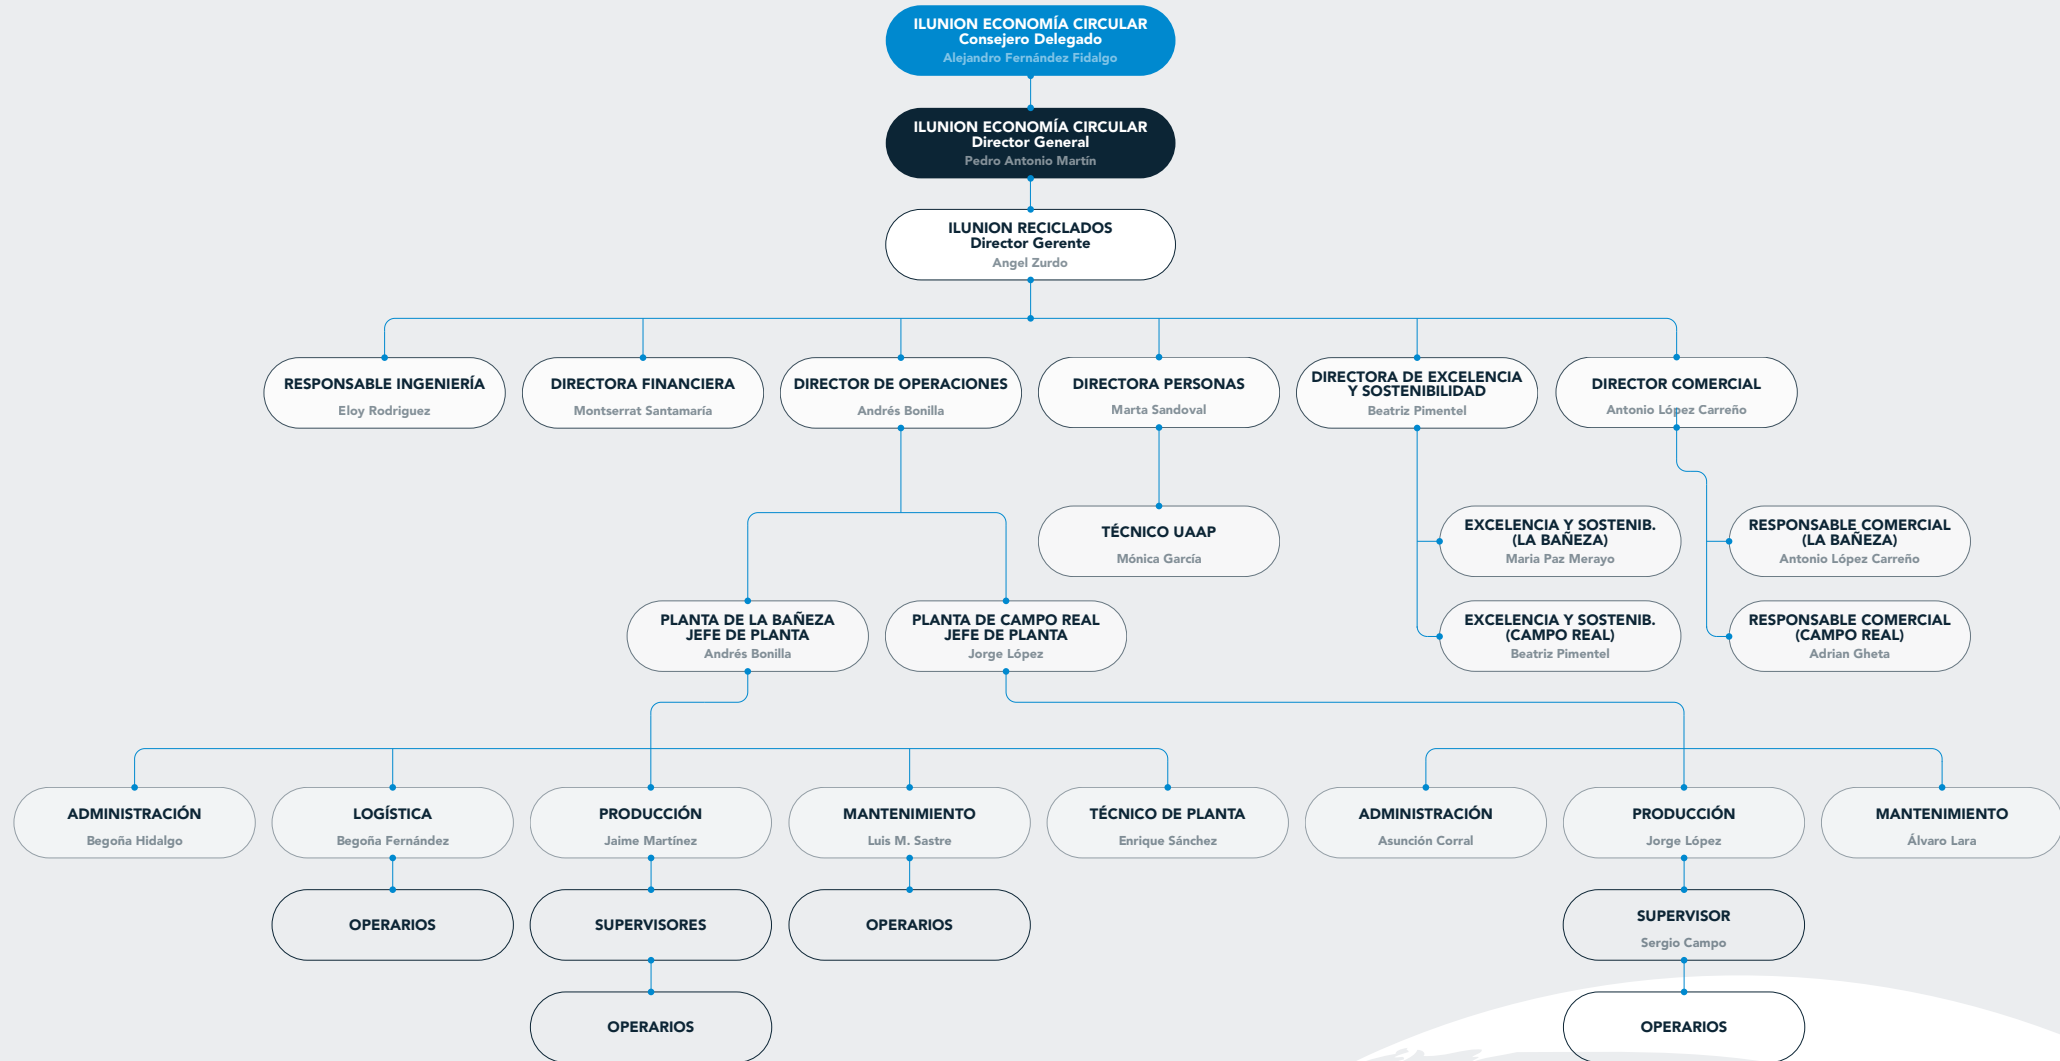 ILUNION ECONOMÍA CIRCULAR
Consejero Delegado
Alejandro Fernández Fidalgo
ILUNION ECONOMÍA CIRCULAR
Director General
Pedro Antonio Martín
ILUNION RECICLADOS
Director Gerente
Angel Zurdo
RESPONSABLE INGENIERÍA
Eloy Rodriguez
DIRECTORA FINANCIERA
Montserrat Santamaría
DIRECTOR DE OPERACIONES
Andrés Bonilla
DIRECTORA PERSONAS
Marta Sandoval
DIRECTORA DE EXCELENCIA
Y SOSTENIBILIDAD
Beatriz Pimentel
DIRECTOR COMERCIAL
Antonio López Carreño
TÉCNICO UAAP
Mónica García
EXCELENCIA Y SOSTENIB.
(LA BAÑEZA)
Maria Paz Merayo
RESPONSABLE COMERCIAL
(LA BAÑEZA)
Antonio López Carreño
PLANTA DE LA BAÑEZA
JEFE DE PLANTA
Andrés Bonilla
PLANTA DE CAMPO REAL
JEFE DE PLANTA
Jorge López
EXCELENCIA Y SOSTENIB.
(CAMPO REAL)
Beatriz Pimentel
RESPONSABLE COMERCIAL
(CAMPO REAL)
Adrian Gheta
ADMINISTRACIÓN
Begoña Hidalgo
LOGÍSTICA
Begoña Fernández
PRODUCCIÓN
Jaime Martínez
MANTENIMIENTO
Luis M. Sastre
TÉCNICO DE PLANTA
Enrique Sánchez
ADMINISTRACIÓN
Asunción Corral
PRODUCCIÓN
Jorge López
MANTENIMIENTO
Álvaro Lara
OPERARIOS
SUPERVISORES
OPERARIOS
SUPERVISOR
Sergio Campo
OPERARIOS
OPERARIOS